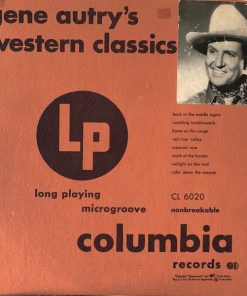 gene autry's
western classics
Lp
back in the saddle again
tumbling tumbleweeds
home on the range
red river valley
mexicali rose
south of the border
twilight on the trail
ridin' down the canyon
long playing
microgroove
CL 6020
nonbreakable
columbia
records